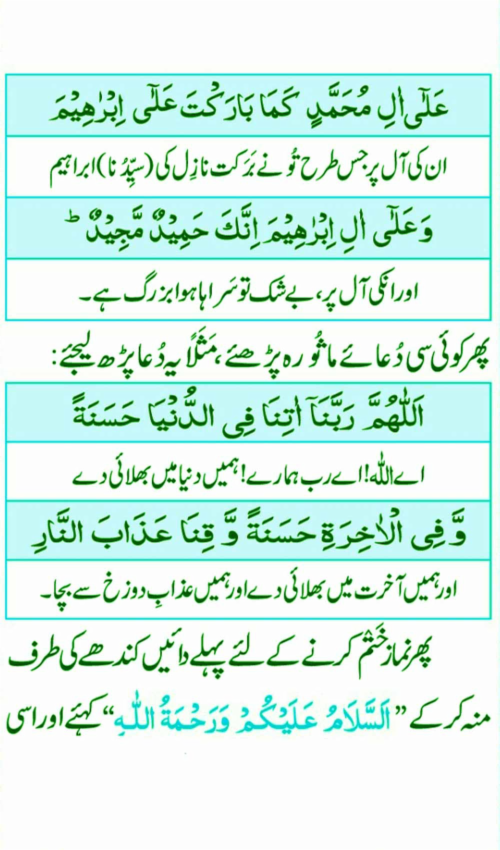 عَلٰٓى اٰلِ مُحَمَّدٍ كَمَا بَارَكْتَ عَلٰٓى اِبْرٰهِيْمَ
ان کی آل پر جس طرح تُو نے بَرَکت نازِل کی (سیِّدُنا) ابراہیم
وَعَلٰٓى اٰلِ اِبْرٰهِيْمَ اِنَّكَ حَمِيْدٌ مَّجِيْدٌ ؕ
اور انکی آل پر، بے شک تو سَراہا ہوا بزرگ ہے۔
پھر کوئی سی دُعائے ماثُورہ پڑھئے، مَثَلًا یہ دُعا پڑھ لیجئے:
اَللّٰهُمَّ رَبَّنَآ اٰتِنَا فِى الدُّنْيَا حَسَنَةً
اے اللہ! اے رب ہمارے! ہمیں دنیا میں بھلائی دے
وَّفِى الْاٰخِرَةِ حَسَنَةً وَّقِنَا عَذَابَ النَّارِ
اور ہمیں آخرت میں بھلائی دے اور ہمیں عذابِ دوزخ سے بچا۔
پھر نماز خَتْم کرنے کے لئے پہلے دائیں کندھے کی طرف
منہ کر کے ”اَلسَّلَامُ عَلَيْكُمْ وَرَحْمَةُ اللّٰهِ“ کہئے اور اسی